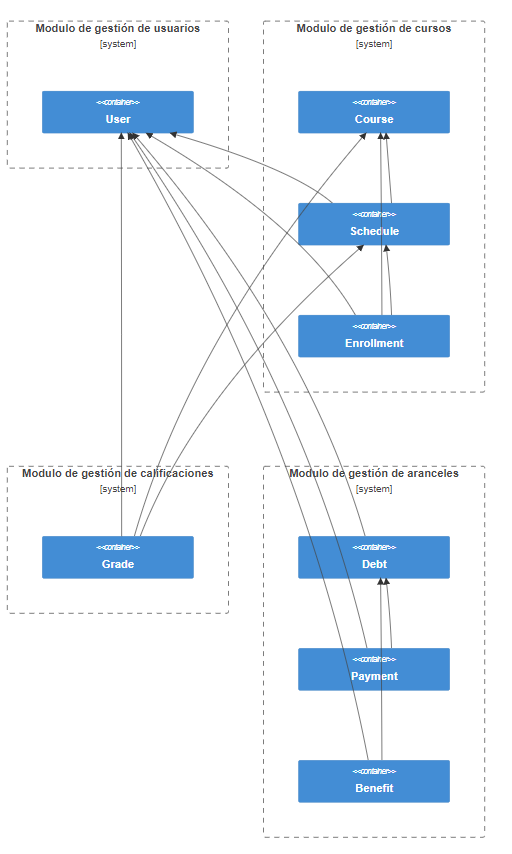 Modulo de gestión de usuarios
[system]
<<container>>
User
Modulo de gestión de cursos
[system]
<<container>>
Course
<<container>>
Schedule
<<container>>
Enrollment
Modulo de gestión de calificaciones
[system]
<<container>>
Grade
Modulo de gestión de aranceles
[system]
<<container>>
Debt
<<container>>
Payment
<<container>>
Benefit